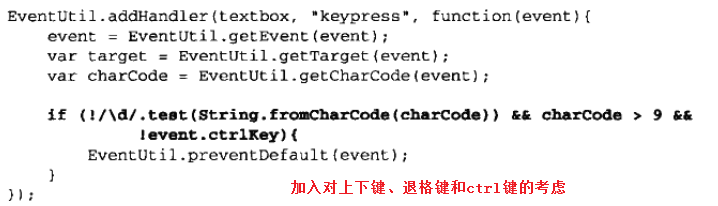 EventUtil.addHandler(textbox, "keypress", function(event){
    event = EventUtil.getEvent(event);
    var target = EventUtil.getTarget(event);
    var charCode = EventUtil.getCharCode(event);

    if (!/\d/.test(String.fromCharCode(charCode)) && charCode > 9 &&
            !event.ctrlKey){
        EventUtil.preventDefault(event);
    }
加入对上下键、退格键和ctrl键的考虑
});